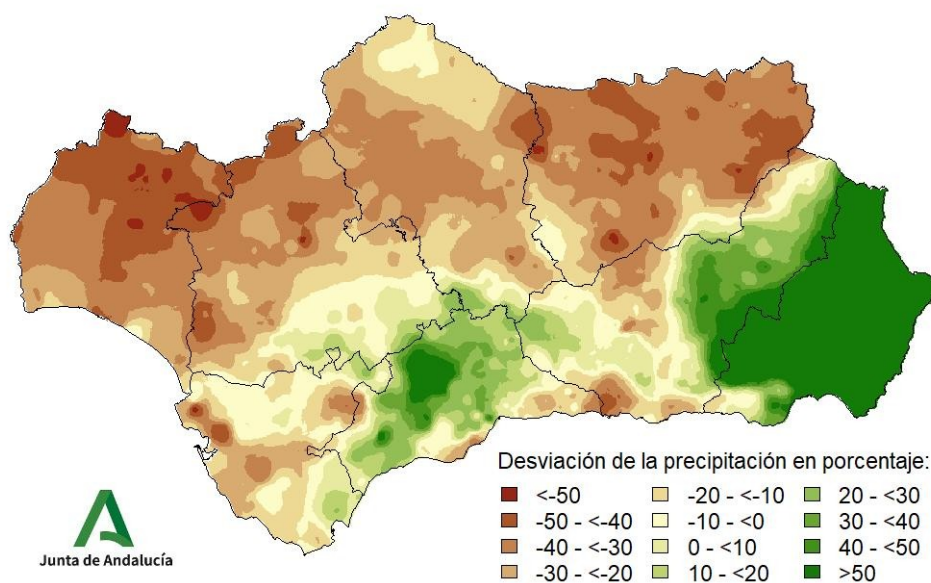 Desviación de la precipitación en porcentaje:
<-50
-50 - <-40
-40 - <-30
-30 - <-20
-20 - <-10
-10 - <0
0 - <10
10 - <20
20 - <30
30 - <40
40 - <50
>50
Junta de Andalucía